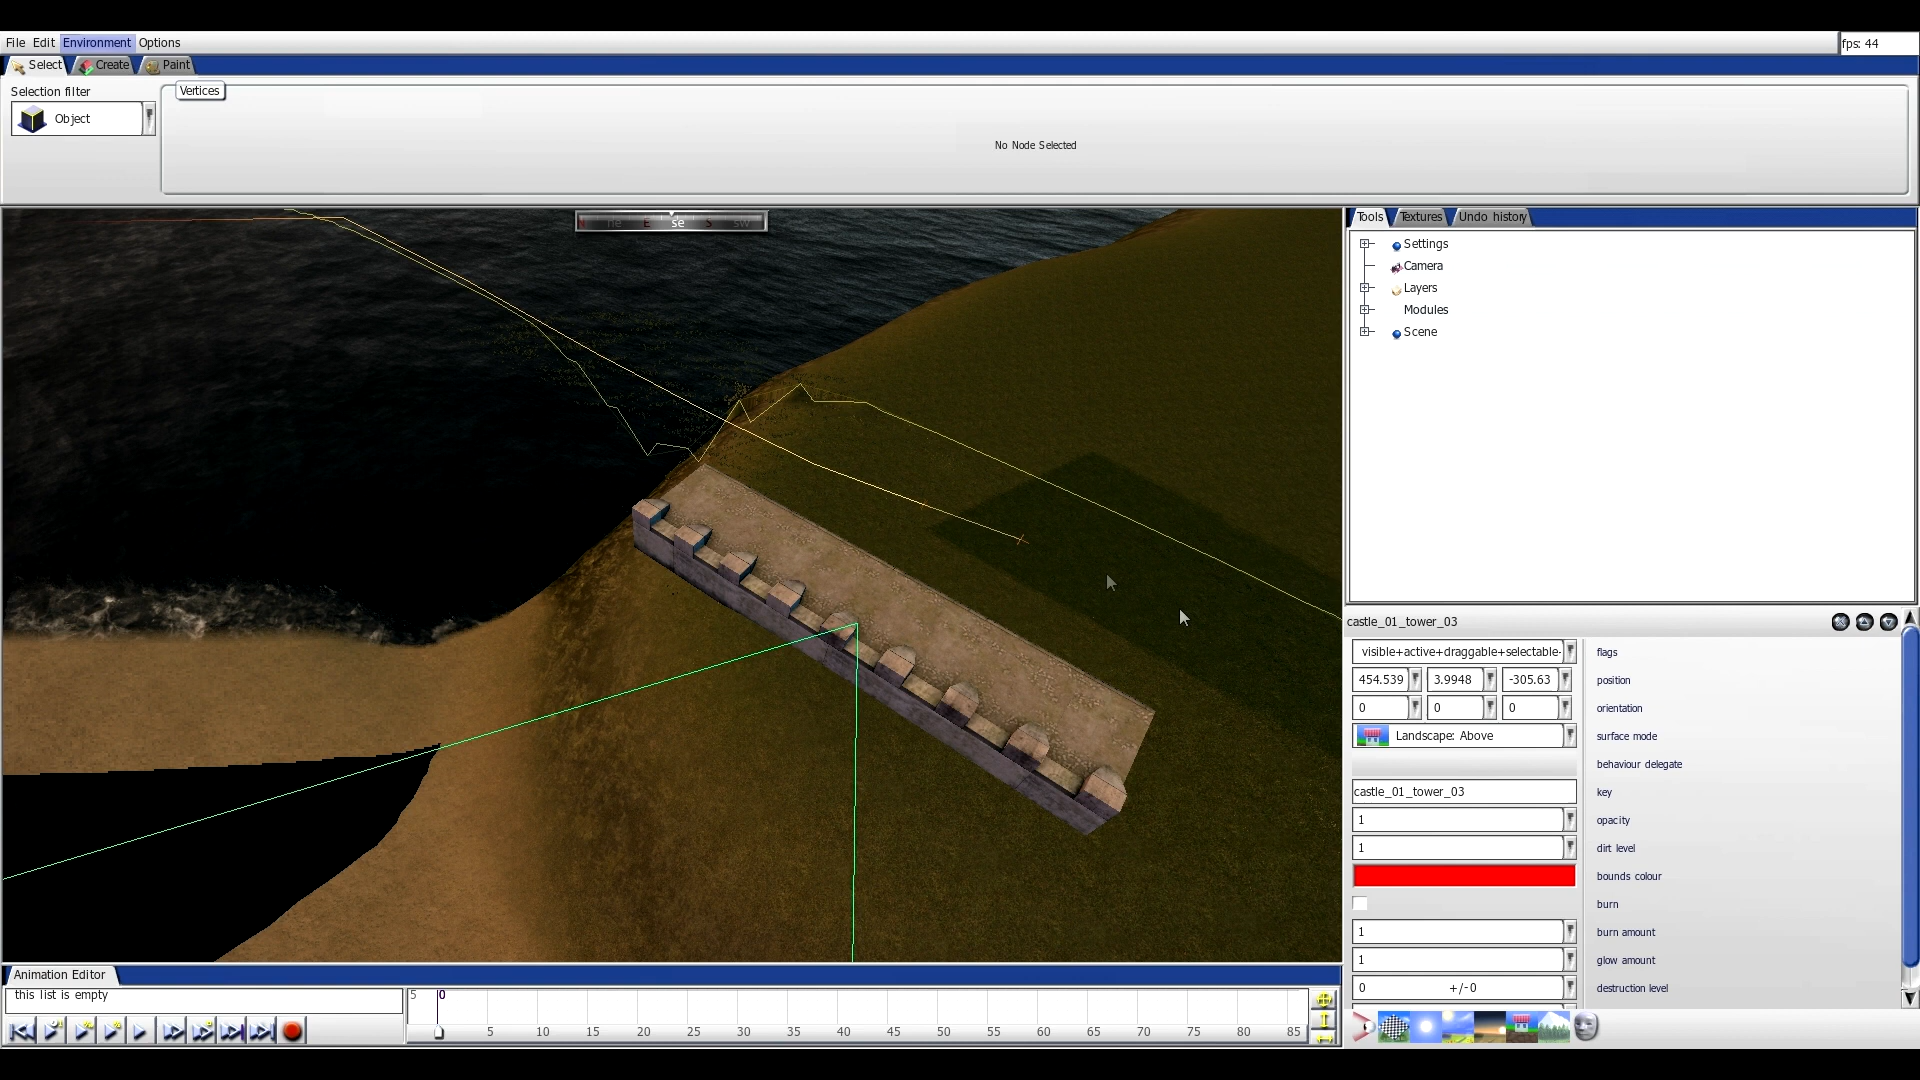 File Edit Environment Options
fps: 44
Select Create Paint
Selection filter
Object
Vertices
No Node Selected
N ne E se S sw
Tools Textures Undo history
Settings
Camera
Layers
Modules
Scene
castle_01_tower_03
visible+active+draggable+selectable- flags
454.539 3.9948 -305.63 position
0 0 0 orientation
Landscape: Above surface mode
behaviour delegate
castle_01_tower_03 key
1 opacity
1 dirt level
bounds colour
burn
1 burn amount
1 glow amount
0 +/-0 destruction level
Animation Editor
this list is empty
5 0
5 10 15 20 25 30 35 40 45 50 55 60 65 70 75 80 85